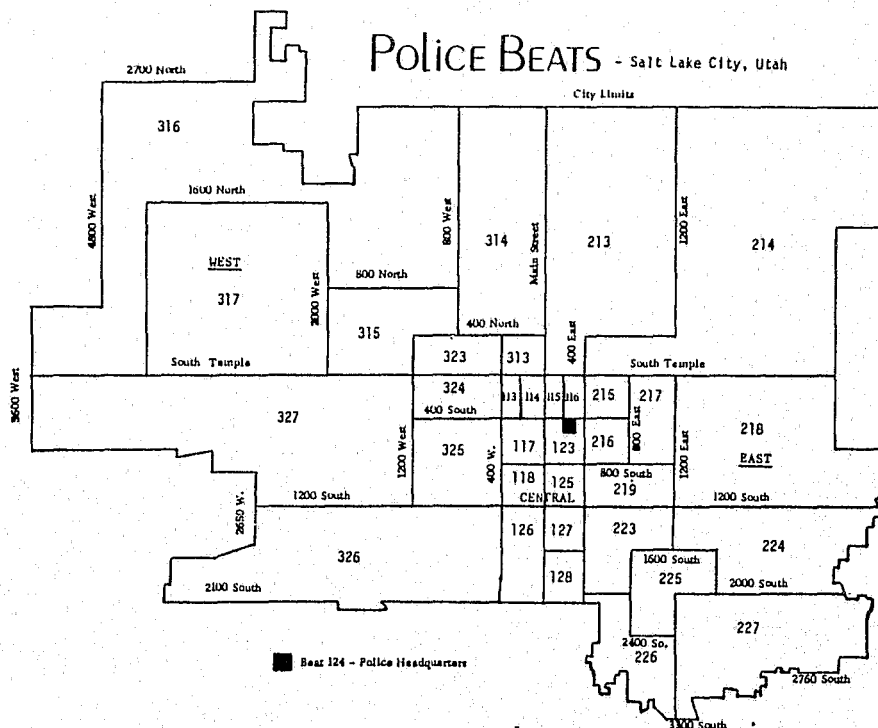 Police Beats - Salt Lake City, Utah
2700 North
City Limits
316
1600 North
4800 West
800 West
314
Main Street
213
1200 East
214
WEST
317
2000 West
800 North
315
400 North
323
313
400 East
South Temple
South Temple
3600 West
324
113
114
115
116
215
217
400 South
327
1200 West
325
400 W.
117
123
216
800 East
1200 East
218
EAST
118
125
800 South
219
2650 W.
1200 South
CENTRAL
1200 South
126
127
223
224
326
1600 South
128
225
2000 South
2100 South
2400 So.
226
227
Beat 124 - Police Headquarters
2760 South
3300 South